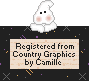 Registered from
Country Graphics
by Camille